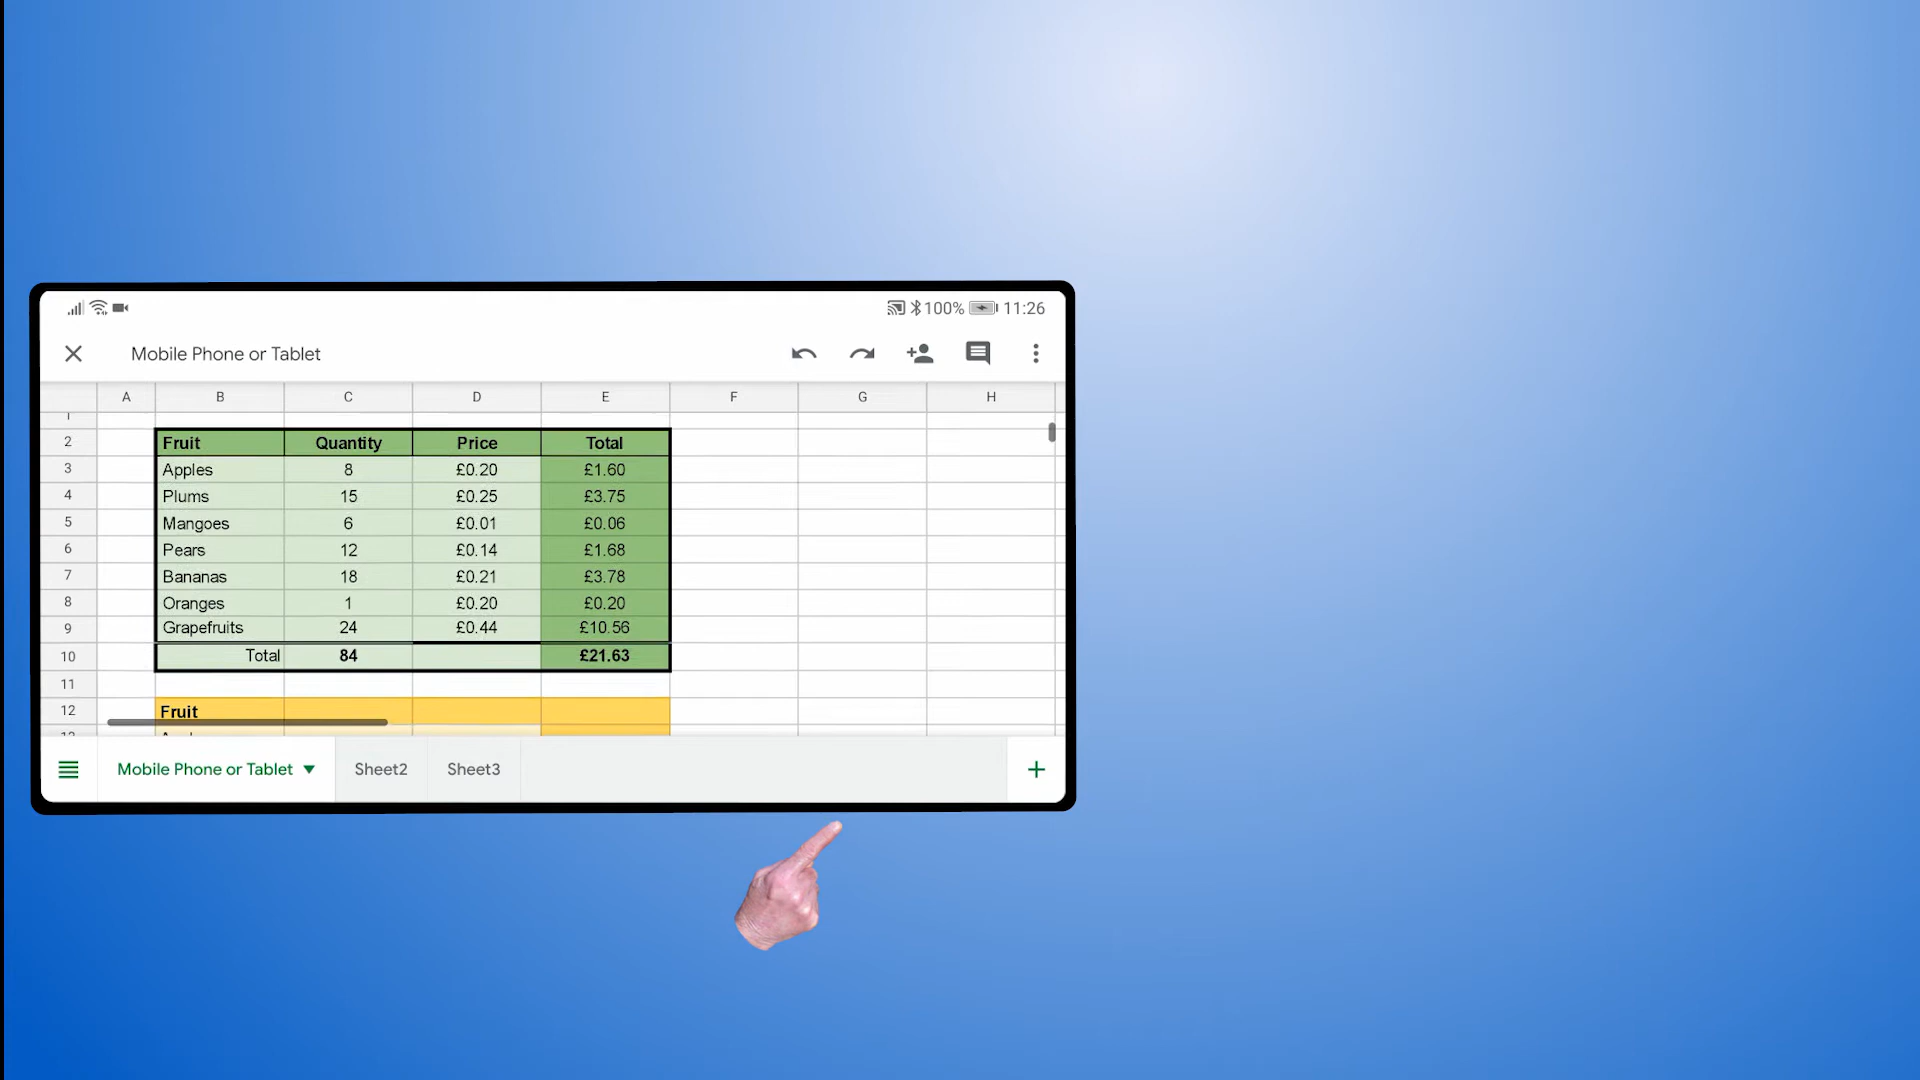 100% 11:26
Mobile Phone or Tablet
A B C D E F G H
1
2 Fruit Quantity Price Total
3 Apples 8 £0.20 £1.60
4 Plums 15 £0.25 £3.75
5 Mangoes 6 £0.01 £0.06
6 Pears 12 £0.14 £1.68
7 Bananas 18 £0.21 £3.78
8 Oranges 1 £0.20 £0.20
9 Grapefruits 24 £0.44 £10.56
10 Total 84 £21.63
11
12 Fruit
Mobile Phone or Tablet Sheet2 Sheet3